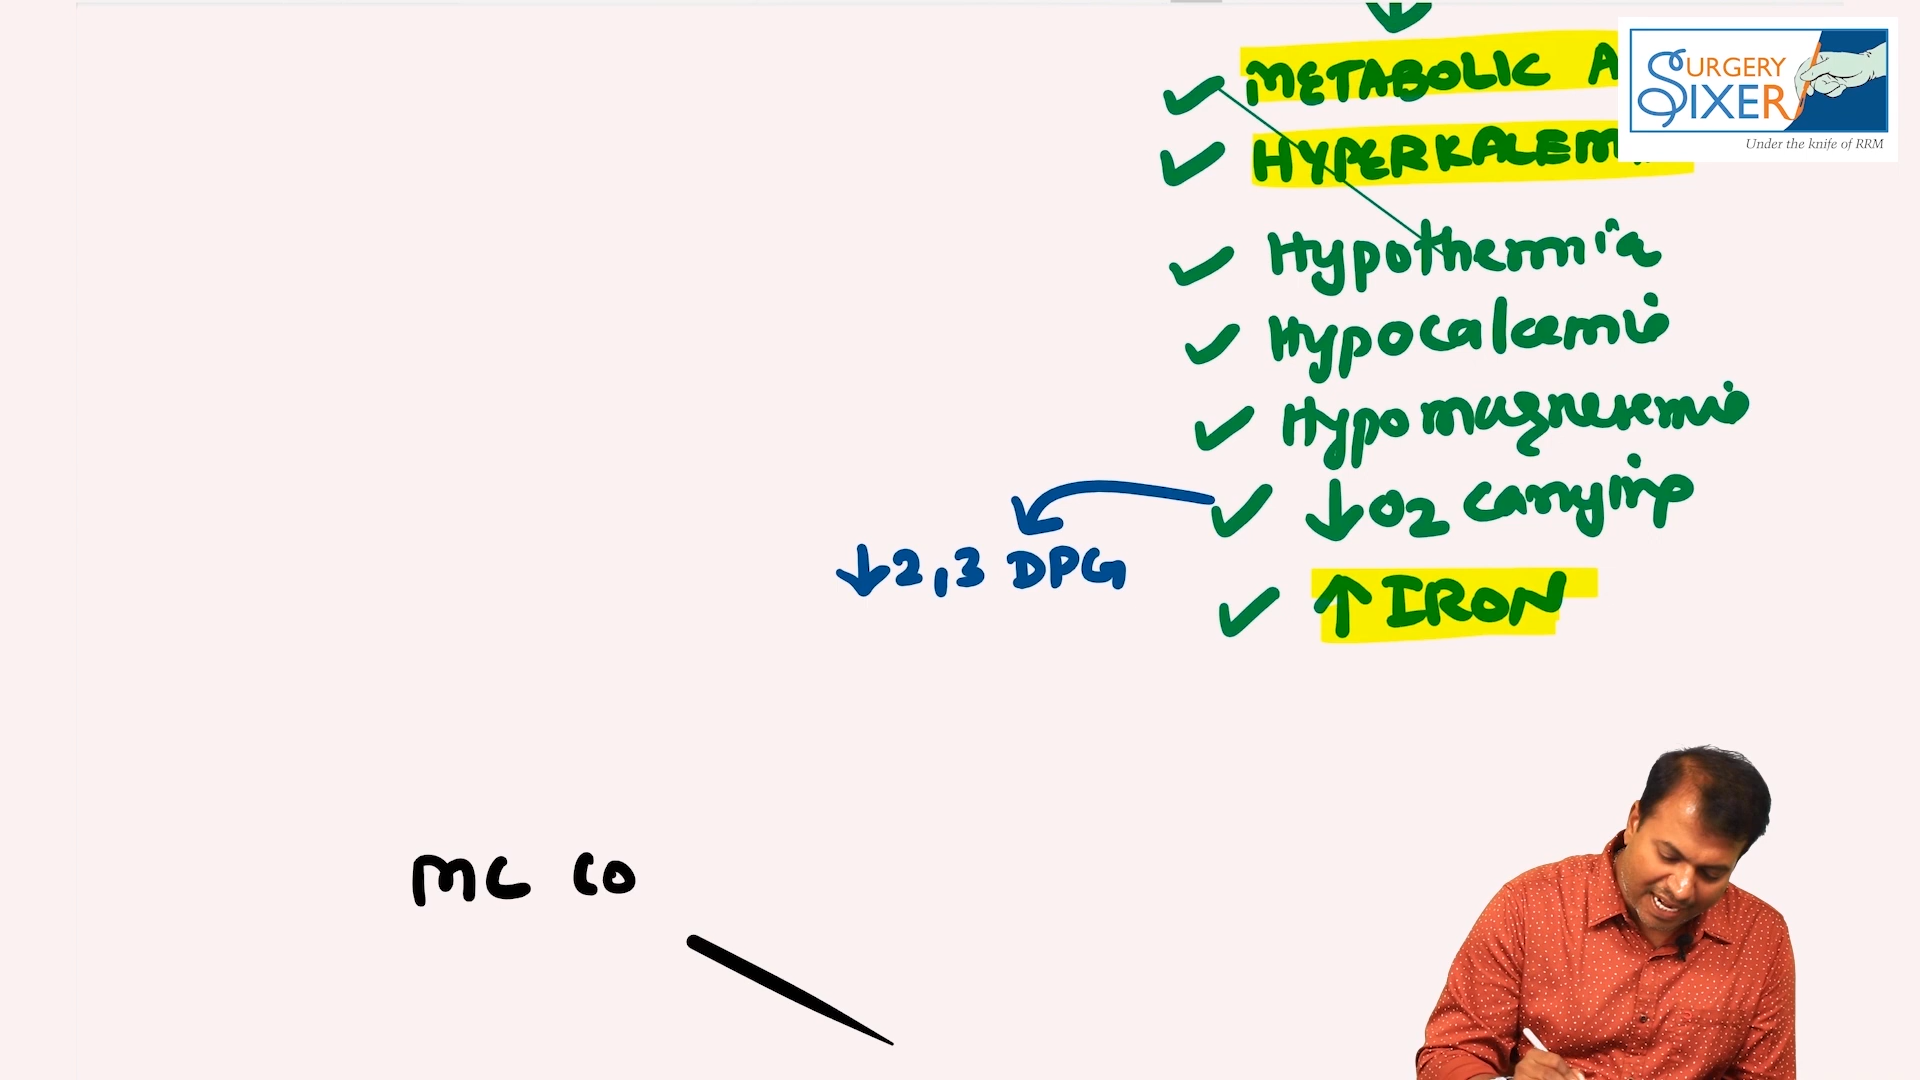 METABOLIC A
SURGERY
SIXER
Under the knife of RRM
HYPERKALEM
Hypothermia
Hypocalcemia
Hypomagnesemia
↓O2 carrying
↓2,3 DPG
↑IRON
MC CO